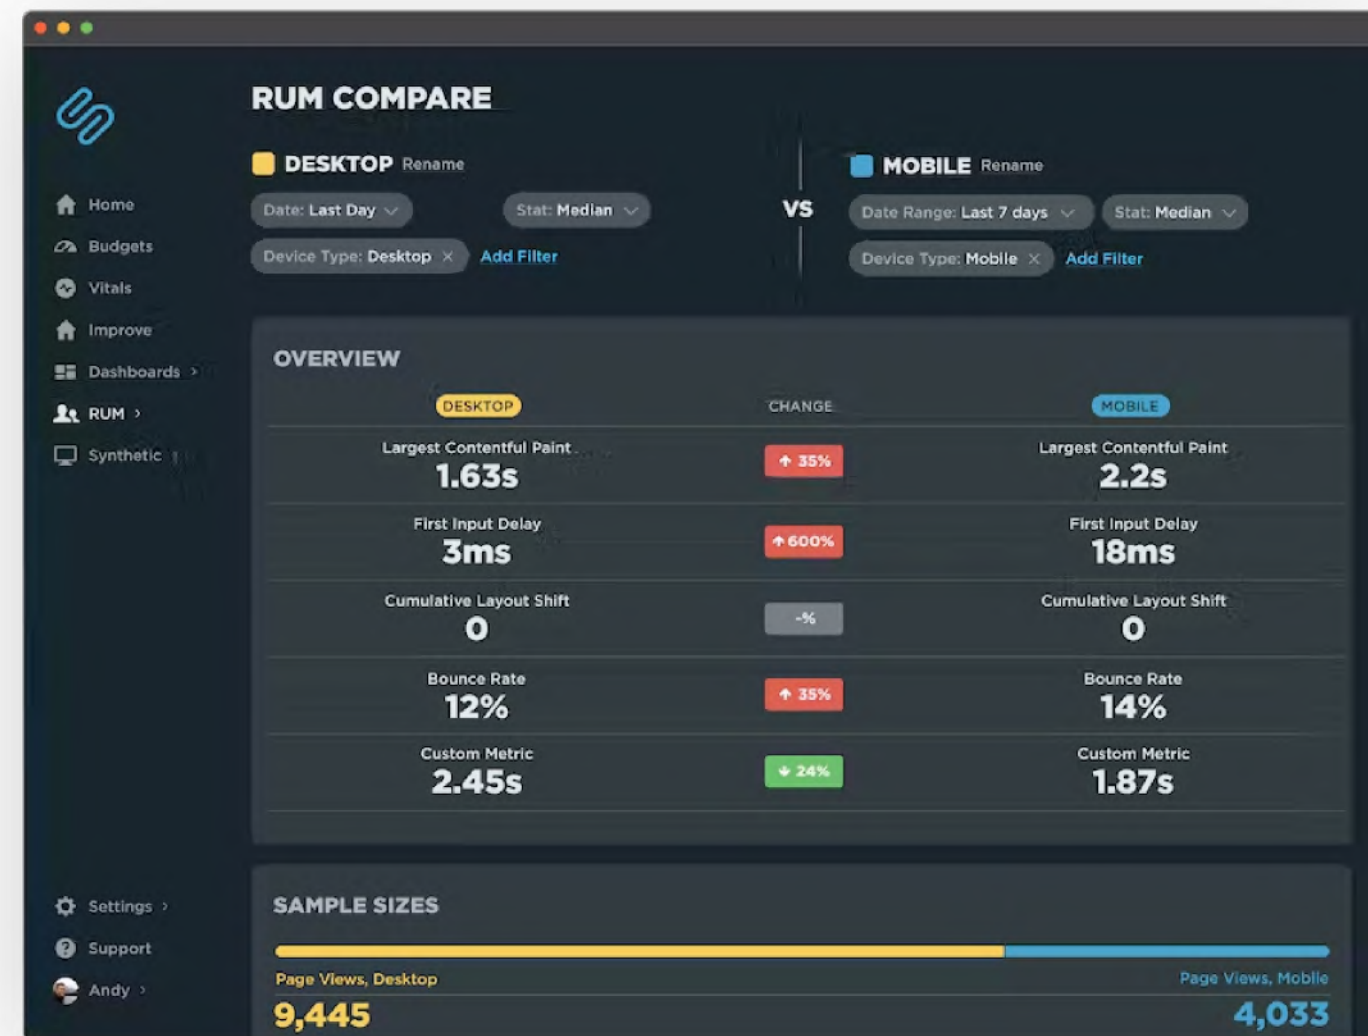 RUM COMPARE
DESKTOP Rename
Date: Last Day
Stat: Median
Device Type: Desktop ×
Add Filter
VS
MOBILE Rename
Date Range: Last 7 days
Stat: Median
Device Type: Mobile ×
Add Filter
Home
Budgets
Vitals
Improve
Dashboards >
RUM >
Synthetic
Settings >
? Support
Andy >
OVERVIEW
DESKTOP CHANGE MOBILE
Largest Contentful Paint Largest Contentful Paint
1.63s ↑ 35% 2.2s
First Input Delay First Input Delay
3ms ↑ 600% 18ms
Cumulative Layout Shift Cumulative Layout Shift
0 -% 0
Bounce Rate Bounce Rate
12% ↑ 35% 14%
Custom Metric Custom Metric
2.45s ↓ 24% 1.87s
SAMPLE SIZES
Page Views, Desktop Page Views, Mobile
9,445 4,033